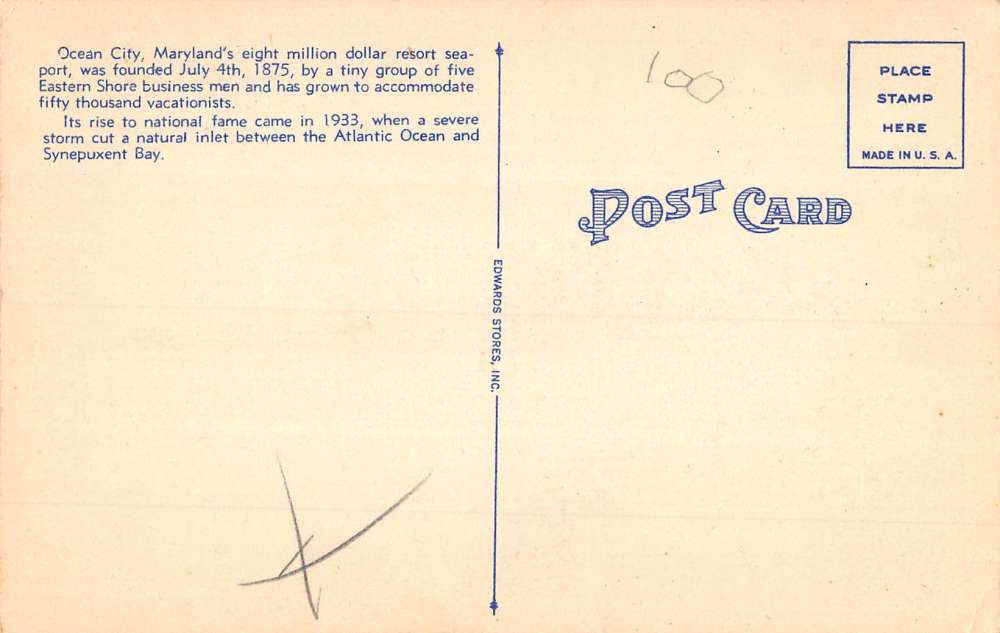 Ocean City, Maryland's eight million dollar resort sea-
port, was founded July 4th, 1875, by a tiny group of five
Eastern Shore business men and has grown to accommodate
fifty thousand vacationists.
Its rise to national fame came in 1933, when a severe
storm cut a natural inlet between the Atlantic Ocean and
Synepuxent Bay.
EDWARDS STORES, INC.
100
PLACE
STAMP
HERE
MADE IN U. S. A.
POST CARD